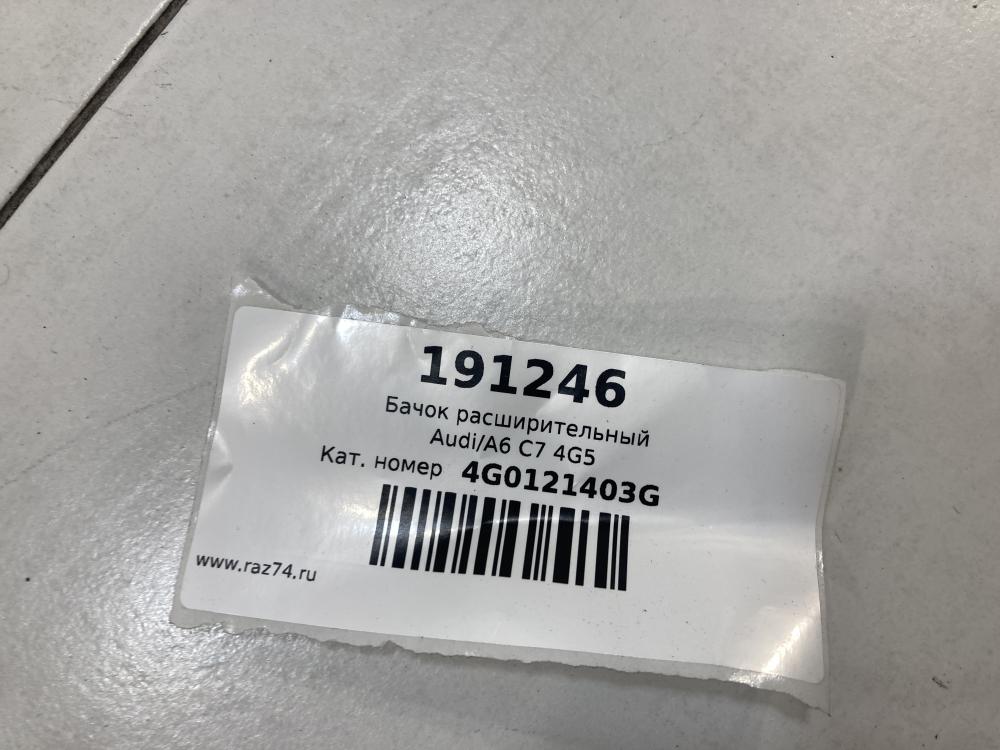 191246
Бачок расширительный
Audi/A6 C7 4G5
Кат. номер 4G0121403G
www.raz74.ru